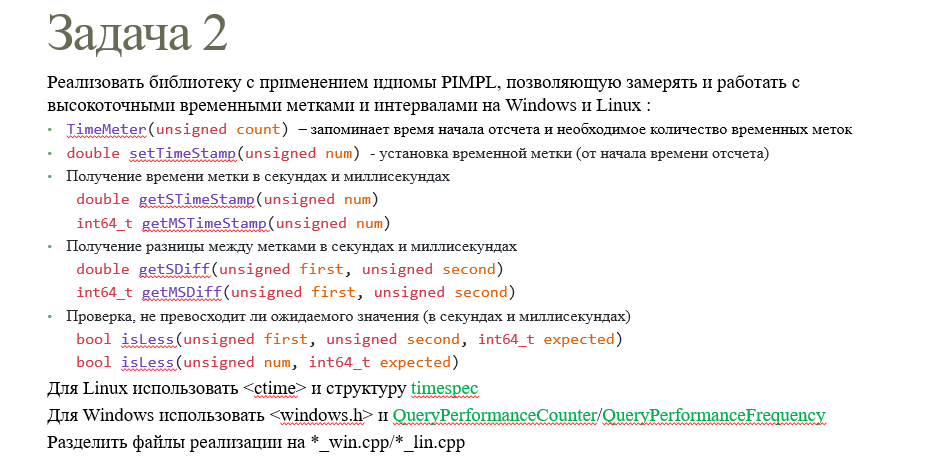 Задача 2
Реализовать библиотеку с применением идиомы PIMPL, позволяющую замерять и работать с
высокоточными временными метками и интервалами на Windows и Linux :
• TimeMeter(unsigned count) – запоминает время начала отсчета и необходимое количество временных меток
• double setTimeStamp(unsigned num) - установка временной метки (от начала времени отсчета)
• Получение времени метки в секундах и миллисекундах
double getSTimeStamp(unsigned num)
int64_t getMSTimeStamp(unsigned num)
• Получение разницы между метками в секундах и миллисекундах
double getSDiff(unsigned first, unsigned second)
int64_t getMSDiff(unsigned first, unsigned second)
• Проверка, не превосходит ли ожидаемого значения (в секундах и миллисекундах)
bool isLess(unsigned first, unsigned second, int64_t expected)
bool isLess(unsigned num, int64_t expected)
Для Linux использовать <ctime> и структуру timespec
Для Windows использовать <windows.h> и QueryPerformanceCounter/QueryPerformanceFrequency
Разделить файлы реализации на *_win.cpp/*_lin.cpp